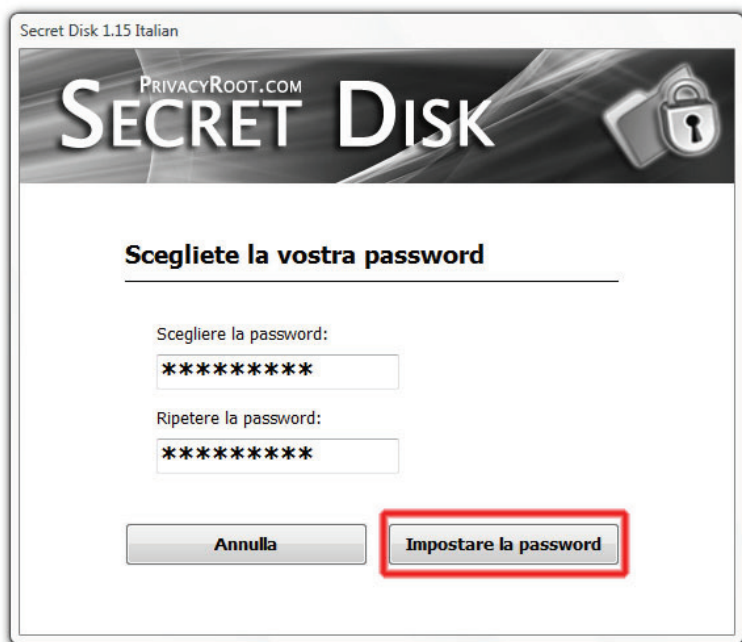 Secret Disk 1.15 Italian
PRIVACYROOT.COM
SECRET DISK
Scegliete la vostra password
Scegliere la password:
*********
Ripetere la password:
*********
Annulla
Impostare la password